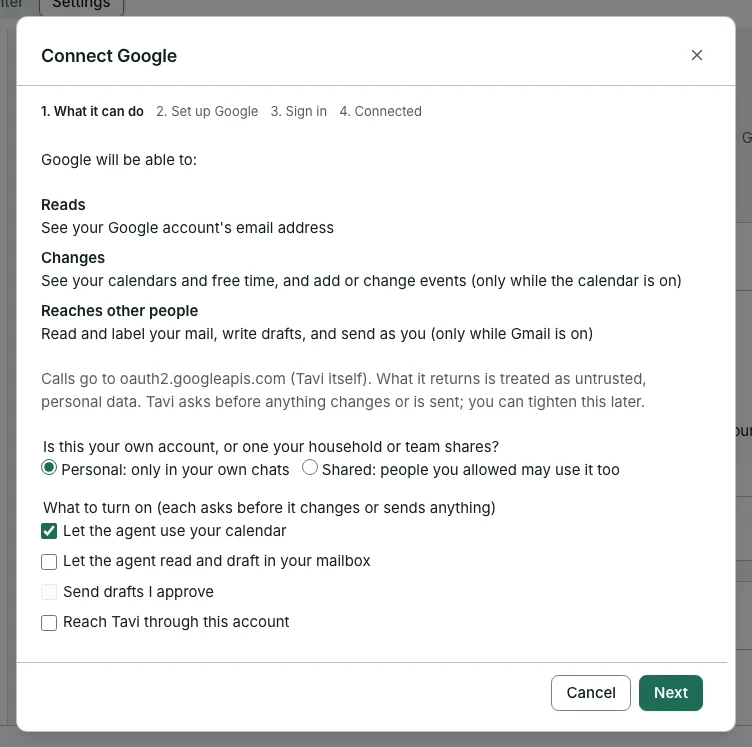 Settings
Connect Google
1. What it can do 2. Set up Google 3. Sign in 4. Connected
Google will be able to:
Reads
See your Google account's email address
Changes
See your calendars and free time, and add or change events (only while the calendar is on)
Reaches other people
Read and label your mail, write drafts, and send as you (only while Gmail is on)
Calls go to oauth2.googleapis.com (Tavi itself). What it returns is treated as untrusted,
personal data. Tavi asks before anything changes or is sent; you can tighten this later.
Is this your own account, or one your household or team shares?
Personal: only in your own chats Shared: people you allowed may use it too
What to turn on (each asks before it changes or sends anything)
Let the agent use your calendar
Let the agent read and draft in your mailbox
Send drafts I approve
Reach Tavi through this account
Cancel Next